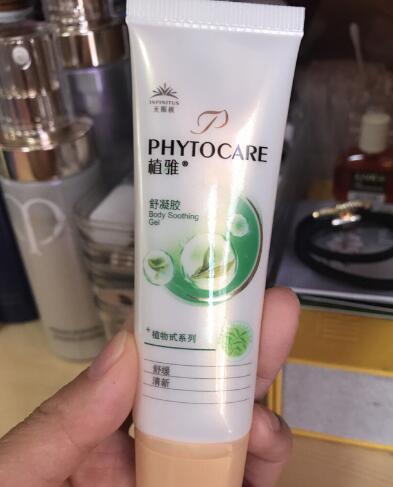 INFINITUS
无限极
P
PHYTOCARE
植雅®
舒凝胶
Body Soothing
Gel
植物甙系列
舒缓
清新